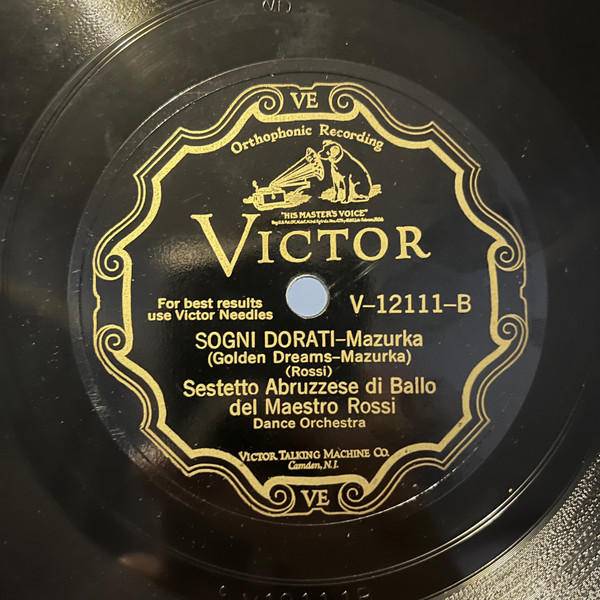 VE
Orthophonic Recording
"HIS MASTER'S VOICE"
VICTOR
For best results
use Victor Needles
V-12111-B
SOGNI DORATI-Mazurka
(Golden Dreams-Mazurka)
(Rossi)
Sestetto Abruzzese di Ballo
del Maestro Rossi
Dance Orchestra
VICTOR TALKING MACHINE CO.
Camden, N.J.
VE